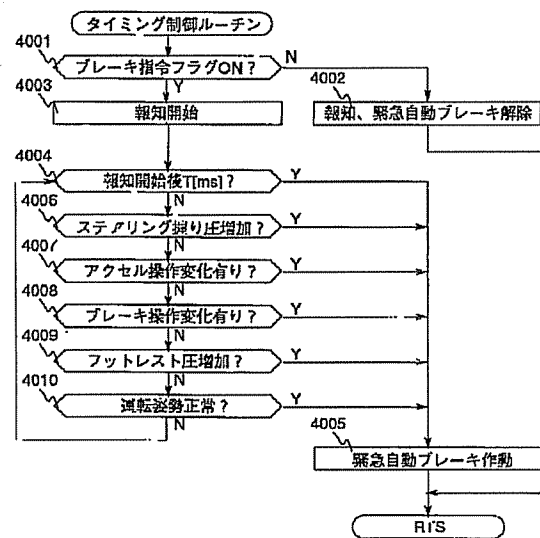 タイミング制御ルーチン
4001
ブレーキ指令フラグON？
N
Y
4002
報知、緊急自動ブレーキ解除
4003
報知開始
4004
報知開始後T[ms]？
Y
N
4006
ステアリング握り圧増加？
Y
N
4007
アクセル操作変化有り？
Y
N
4008
ブレーキ操作変化有り？
Y
N
4009
フットレスト圧増加？
Y
N
4010
運転姿勢正常？
Y
N
4005
緊急自動ブレーキ作動
RTS